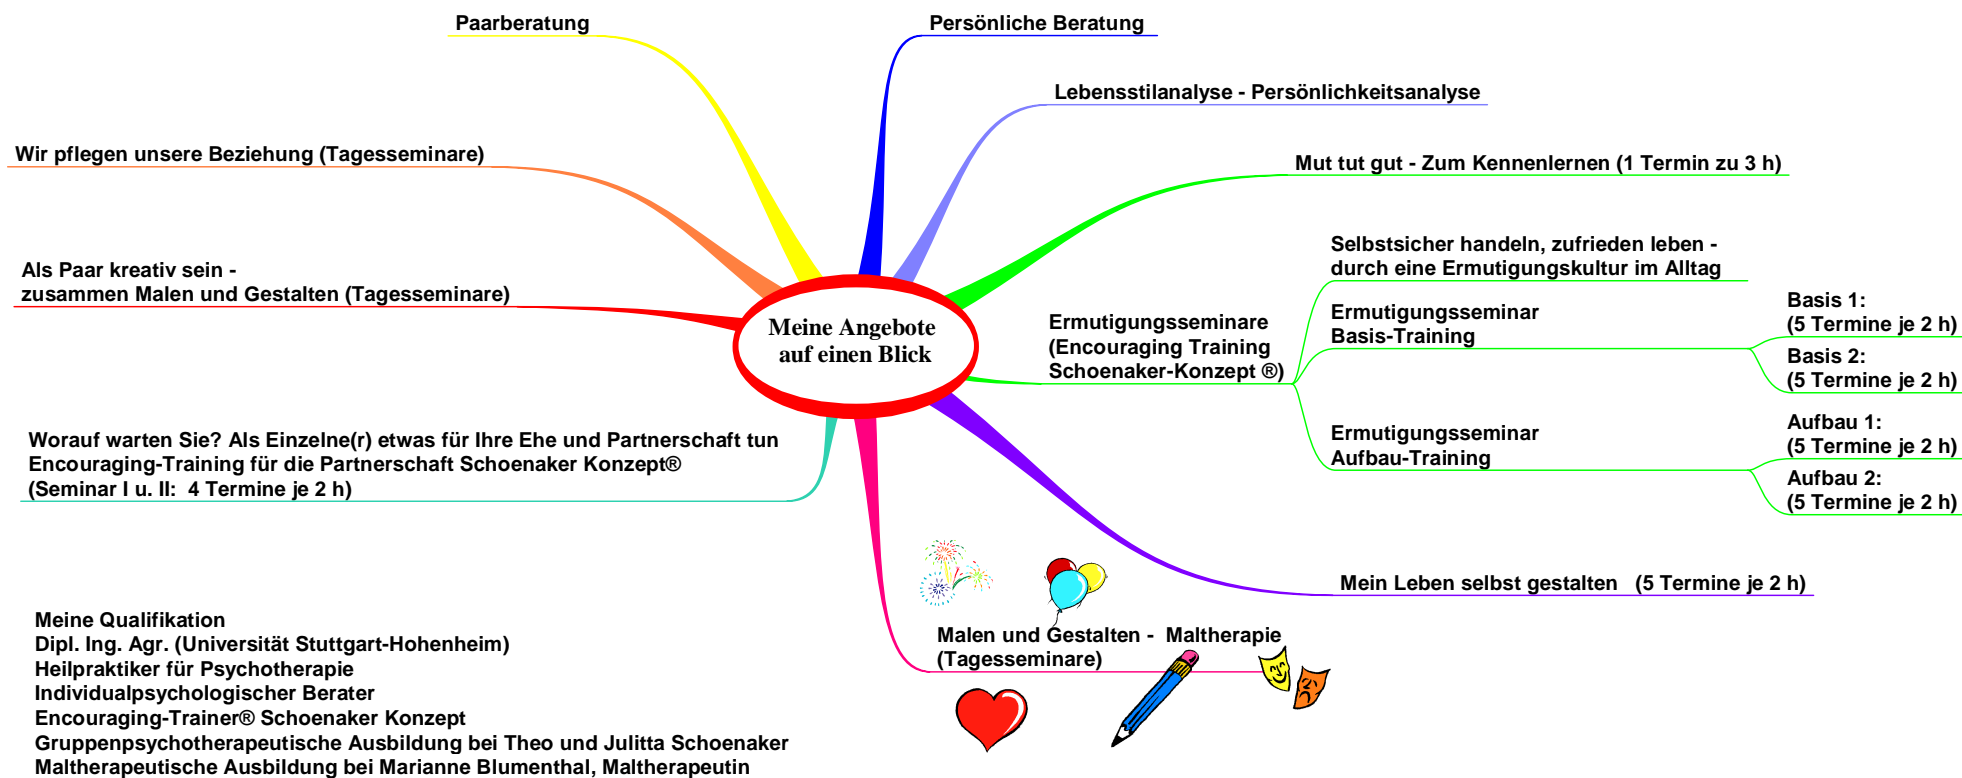 Paarberatung
Persönliche Beratung
Lebensstilanalyse - Persönlichkeitsanalyse
Wir pflegen unsere Beziehung (Tagesseminare)
Mut tut gut - Zum Kennenlernen (1 Termin zu 3 h)
Als Paar kreativ sein -
zusammen Malen und Gestalten (Tagesseminare)
Meine Angebote
auf einen Blick
Ermutigungsseminare
(Encouraging Training
Schoenaker-Konzept ®)
Selbstsicher handeln, zufrieden leben -
durch eine Ermutigungskultur im Alltag
Ermutigungsseminar
Basis-Training
Basis 1:
(5 Termine je 2 h)
Basis 2:
(5 Termine je 2 h)
Ermutigungsseminar
Aufbau-Training
Aufbau 1:
(5 Termine je 2 h)
Aufbau 2:
(5 Termine je 2 h)
Worauf warten Sie? Als Einzelne(r) etwas für Ihre Ehe und Partnerschaft tun
Encouraging-Training für die Partnerschaft Schoenaker Konzept®
(Seminar I u. II:  4 Termine je 2 h)
Mein Leben selbst gestalten   (5 Termine je 2 h)
Malen und Gestalten -  Maltherapie
(Tagesseminare)
Meine Qualifikation
Dipl. Ing. Agr. (Universität Stuttgart-Hohenheim)
Heilpraktiker für Psychotherapie
Individualpsychologischer Berater
Encouraging-Trainer® Schoenaker Konzept
Gruppenpsychotherapeutische Ausbildung bei Theo und Julitta Schoenaker
Maltherapeutische Ausbildung bei Marianne Blumenthal, Maltherapeutin